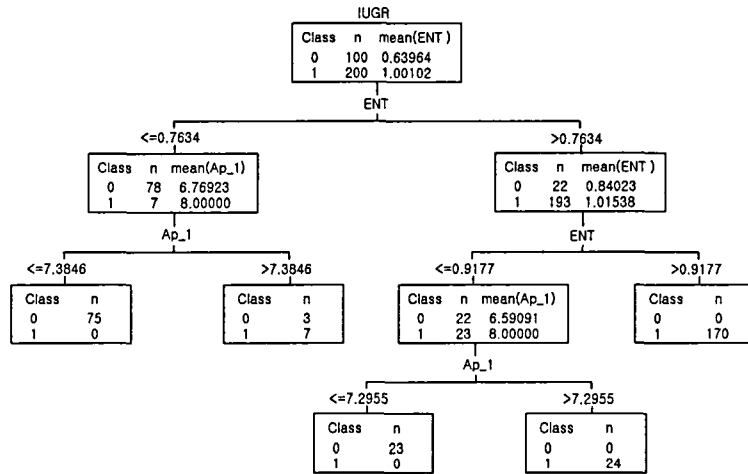 IUGR
Class n mean(ENT )
0 100 0.63964
1 200 1.00102
ENT
<=0.7634 >0.7634
Class n mean(Ap_1)
0 78 6.76923
1 7 8.00000
Class n mean(ENT )
0 22 0.84023
1 193 1.01538
Ap_1 ENT
<=7.3846 >7.3846 <=0.9177 >0.9177
Class n
0 75
1 0
Class n
0 3
1 7
Class n mean(Ap_1)
0 22 6.59091
1 23 8.00000
Class n
0 0
1 170
Ap_1
<=7.2955 >7.2955
Class n
0 23
1 0
Class n
0 0
1 24